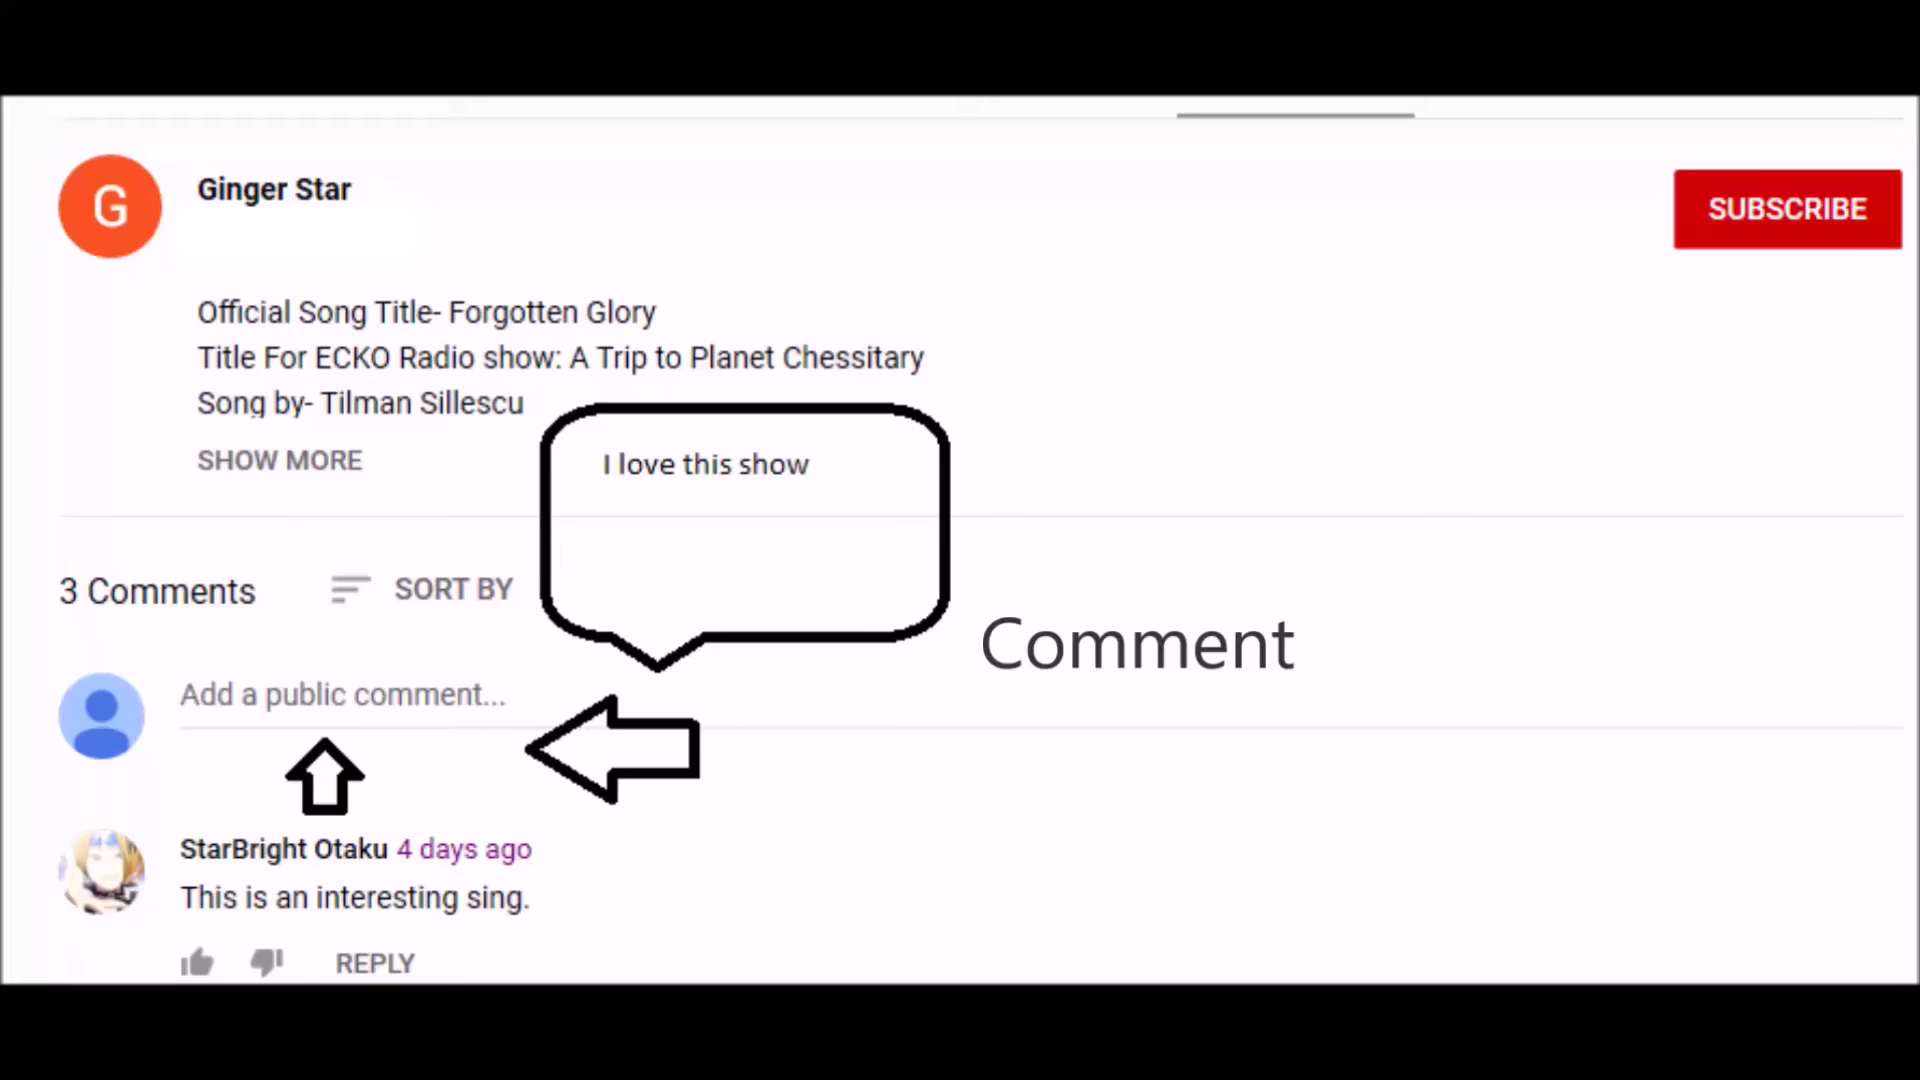 G
Ginger Star
SUBSCRIBE
Official Song Title- Forgotten Glory
Title For ECKO Radio show: A Trip to Planet Chessitary
Song by- Tilman Sillescu
SHOW MORE
I love this show
3 Comments
SORT BY
Comment
Add a public comment...
StarBright Otaku 4 days ago
This is an interesting sing.
REPLY